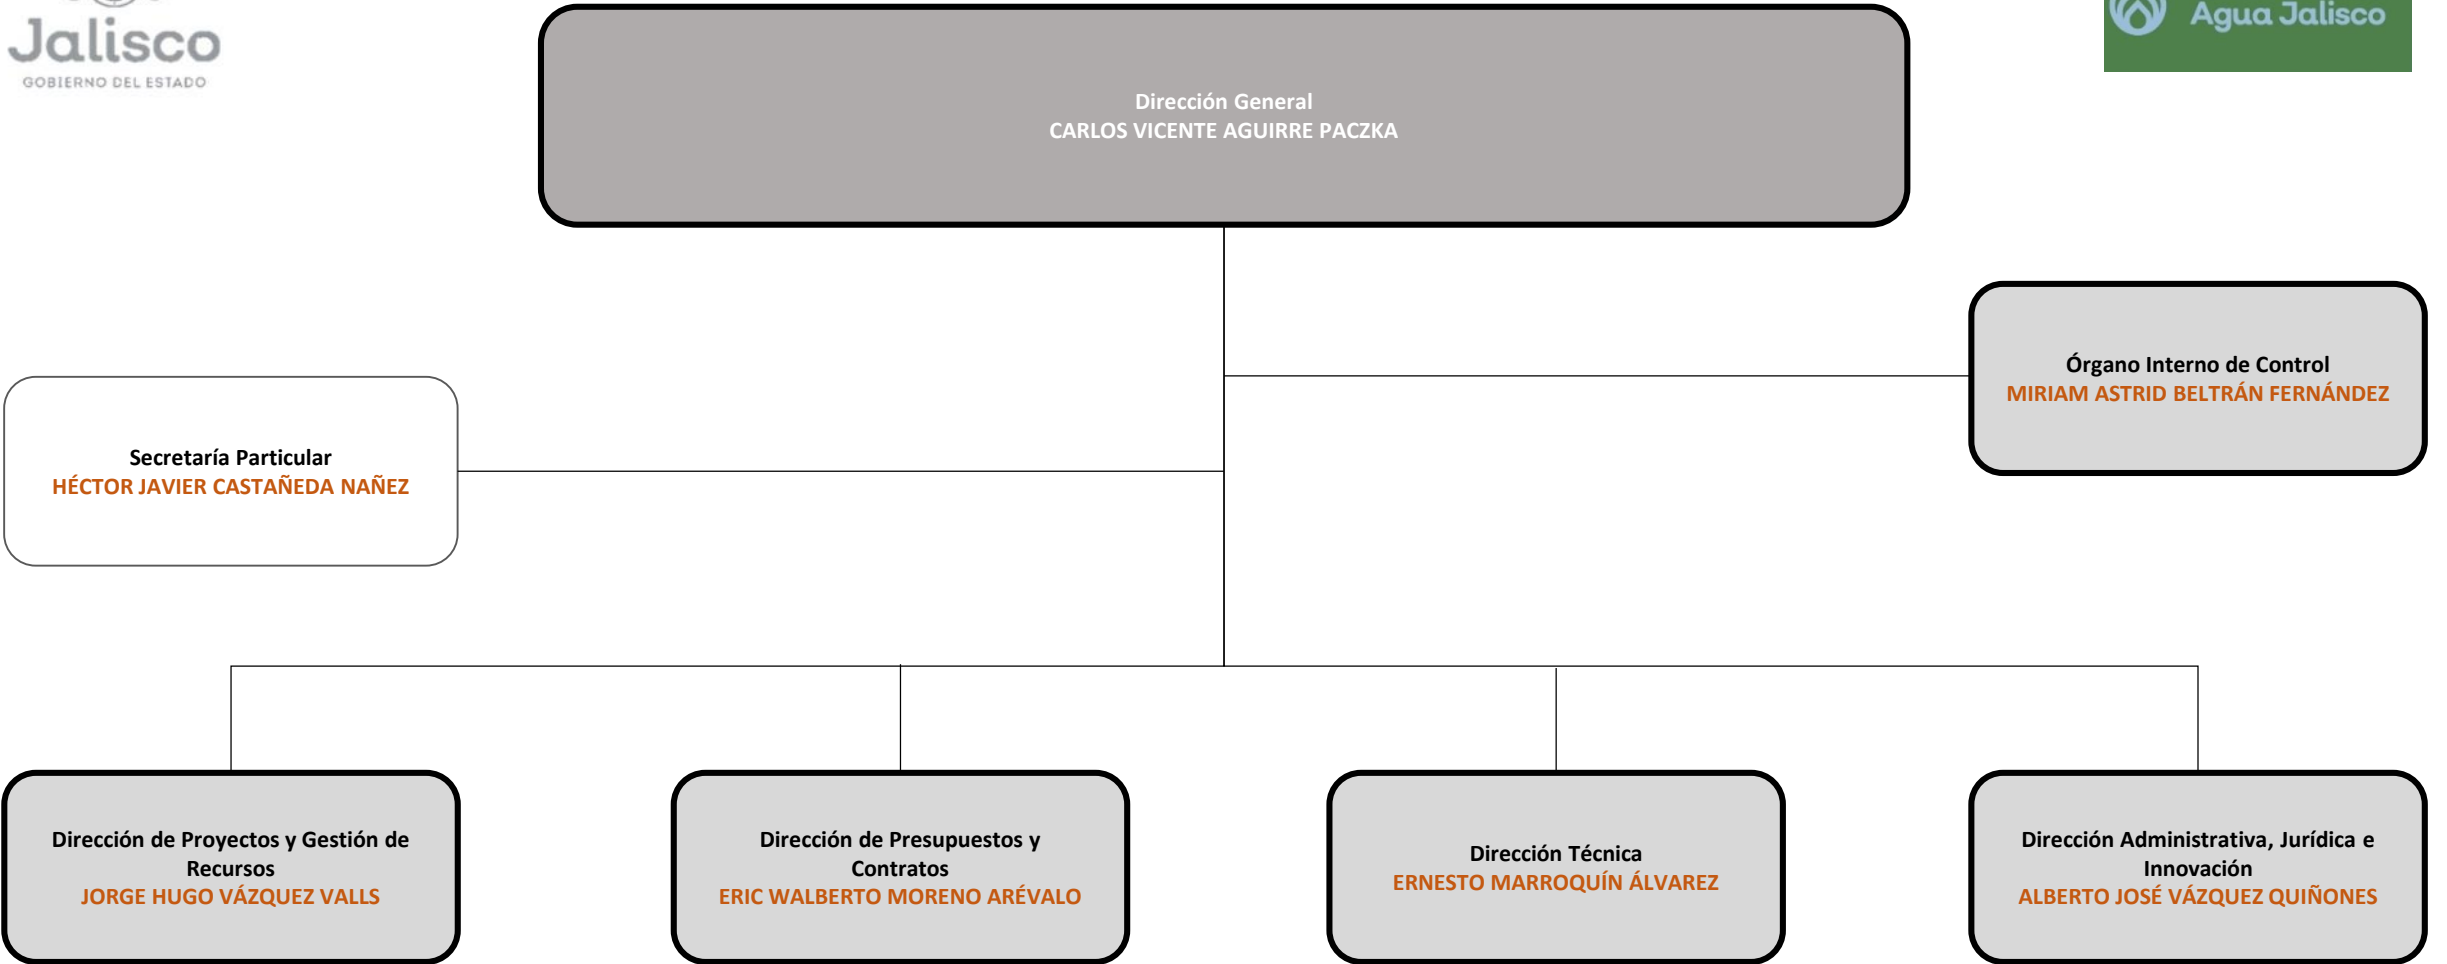 Jalisco
GOBIERNO DEL ESTADO
Agua Jalisco
Dirección General
CARLOS VICENTE AGUIRRE PACZKA
Órgano Interno de Control
MIRIAM ASTRID BELTRÁN FERNÁNDEZ
Secretaría Particular
HÉCTOR JAVIER CASTAÑEDA NAÑEZ
Dirección de Proyectos y Gestión de
Recursos
JORGE HUGO VÁZQUEZ VALLS
Dirección de Presupuestos y
Contratos
ERIC WALBERTO MORENO ARÉVALO
Dirección Técnica
ERNESTO MARROQUÍN ÁLVAREZ
Dirección Administrativa, Jurídica e
Innovación
ALBERTO JOSÉ VÁZQUEZ QUIÑONES